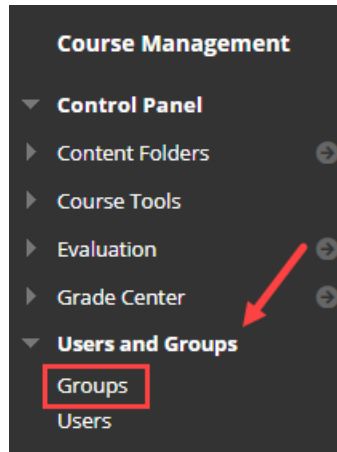 Course Management
Control Panel
Content Folders
Course Tools
Evaluation
Grade Center
Users and Groups
Groups
Users